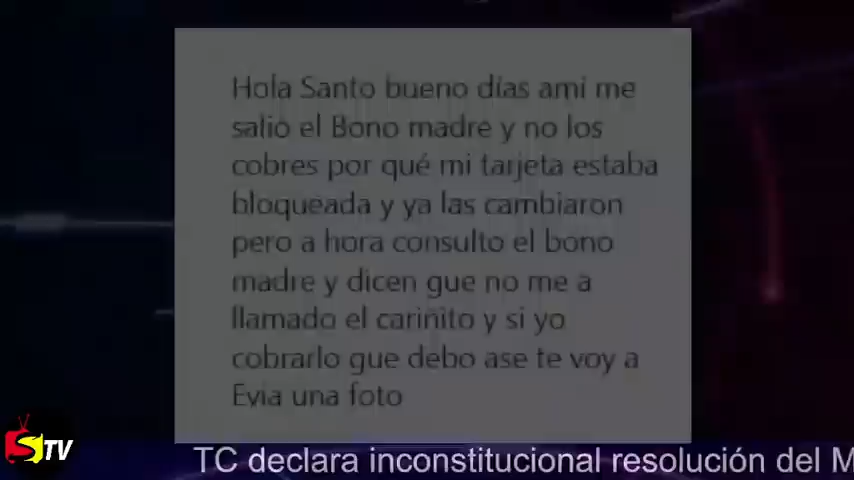 Hola Santo bueno días ami me
salió el Bono madre y no los
cobres por qué mi tarjeta estaba
bloqueada y ya las cambiaron
pero a hora consulto el bono
madre y dicen gue no me a
llamado el cariñito y si yo
cobrarlo gue debo ase te voy a
Evia una foto
STV
TC declara inconstitucional resolución del M